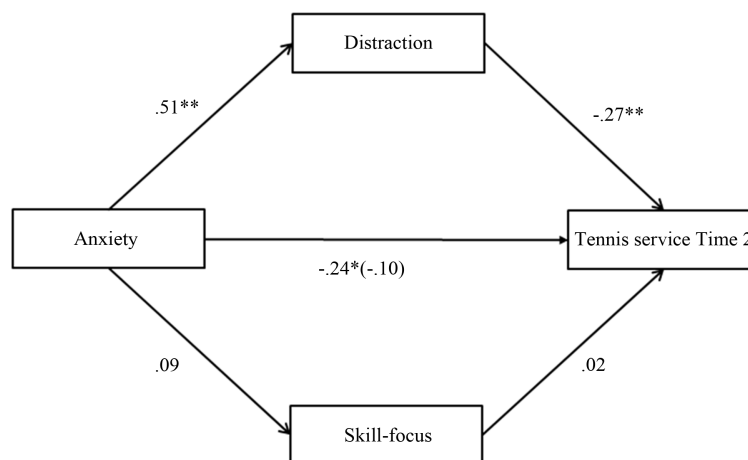 Distraction
.51**
-.27**
Anxiety
Tennis service Time 2
-.24*(-.10)
.09
.02
Skill-focus